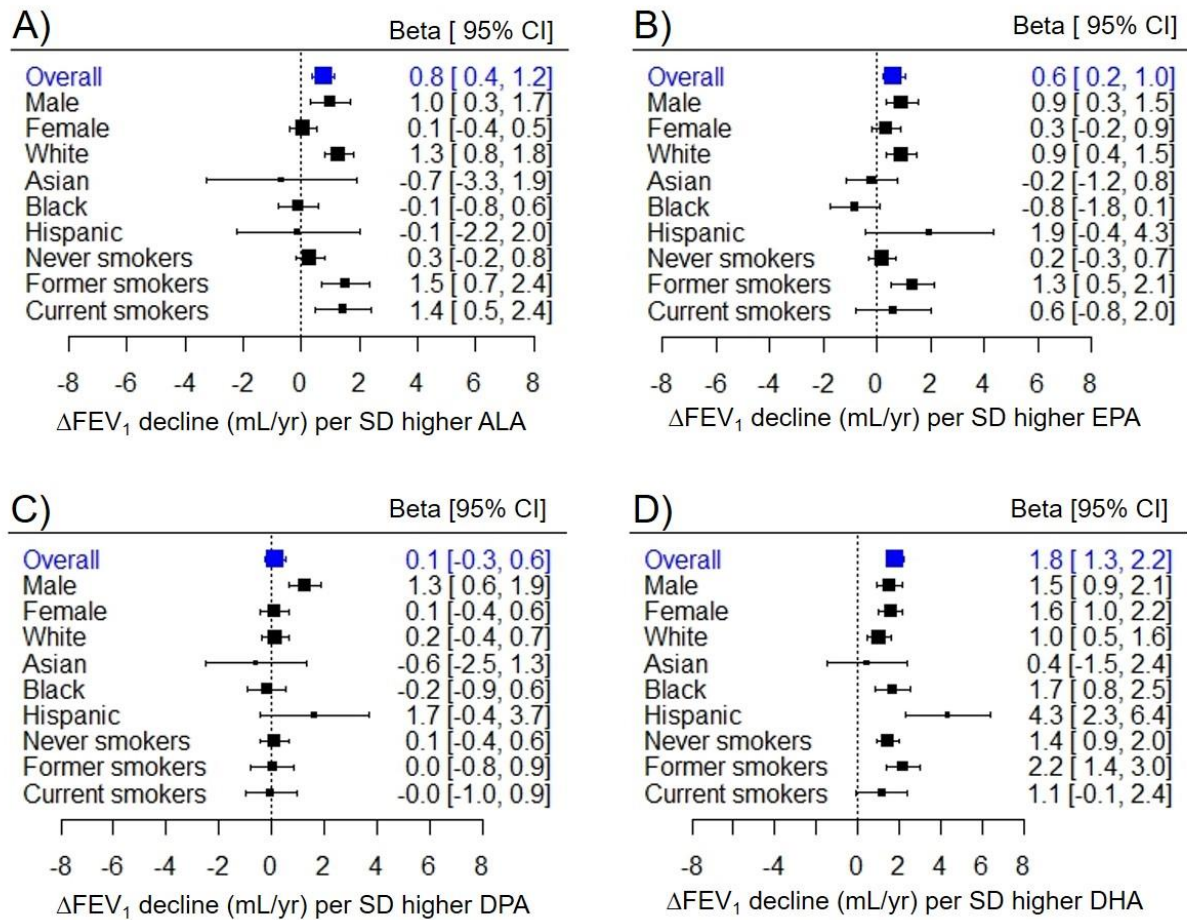 A)
Beta [ 95% CI]
Overall 0.8 [ 0.4, 1.2]
Male 1.0 [ 0.3, 1.7]
Female 0.1 [-0.4, 0.5]
White 1.3 [ 0.8, 1.8]
Asian -0.7 [-3.3, 1.9]
Black -0.1 [-0.8, 0.6]
Hispanic -0.1 [-2.2, 2.0]
Never smokers 0.3 [-0.2, 0.8]
Former smokers 1.5 [ 0.7, 2.4]
Current smokers 1.4 [ 0.5, 2.4]
-8 -6 -4 -2 0 2 4 6 8
ΔFEV₁ decline (mL/yr) per SD higher ALA
B)
Beta [ 95% CI]
Overall 0.6 [ 0.2, 1.0]
Male 0.9 [ 0.3, 1.5]
Female 0.3 [-0.2, 0.9]
White 0.9 [ 0.4, 1.5]
Asian -0.2 [-1.2, 0.8]
Black -0.8 [-1.8, 0.1]
Hispanic 1.9 [-0.4, 4.3]
Never smokers 0.2 [-0.3, 0.7]
Former smokers 1.3 [ 0.5, 2.1]
Current smokers 0.6 [-0.8, 2.0]
-8 -6 -4 -2 0 2 4 6 8
ΔFEV₁ decline (mL/yr) per SD higher EPA
C)
Beta [95% CI]
Overall 0.1 [-0.3, 0.6]
Male 1.3 [ 0.6, 1.9]
Female 0.1 [-0.4, 0.6]
White 0.2 [-0.4, 0.7]
Asian -0.6 [-2.5, 1.3]
Black -0.2 [-0.9, 0.6]
Hispanic 1.7 [-0.4, 3.7]
Never smokers 0.1 [-0.4, 0.6]
Former smokers 0.0 [-0.8, 0.9]
Current smokers -0.0 [-1.0, 0.9]
-8 -6 -4 -2 0 2 4 6 8
ΔFEV₁ decline (mL/yr) per SD higher DPA
D)
Beta [95% CI]
Overall 1.8 [ 1.3, 2.2]
Male 1.5 [ 0.9, 2.1]
Female 1.6 [ 1.0, 2.2]
White 1.0 [ 0.5, 1.6]
Asian 0.4 [-1.5, 2.4]
Black 1.7 [ 0.8, 2.5]
Hispanic 4.3 [ 2.3, 6.4]
Never smokers 1.4 [ 0.9, 2.0]
Former smokers 2.2 [ 1.4, 3.0]
Current smokers 1.1 [-0.1, 2.4]
-8 -4 0 2 4 6 8
ΔFEV₁ decline (mL/yr) per SD higher DHA